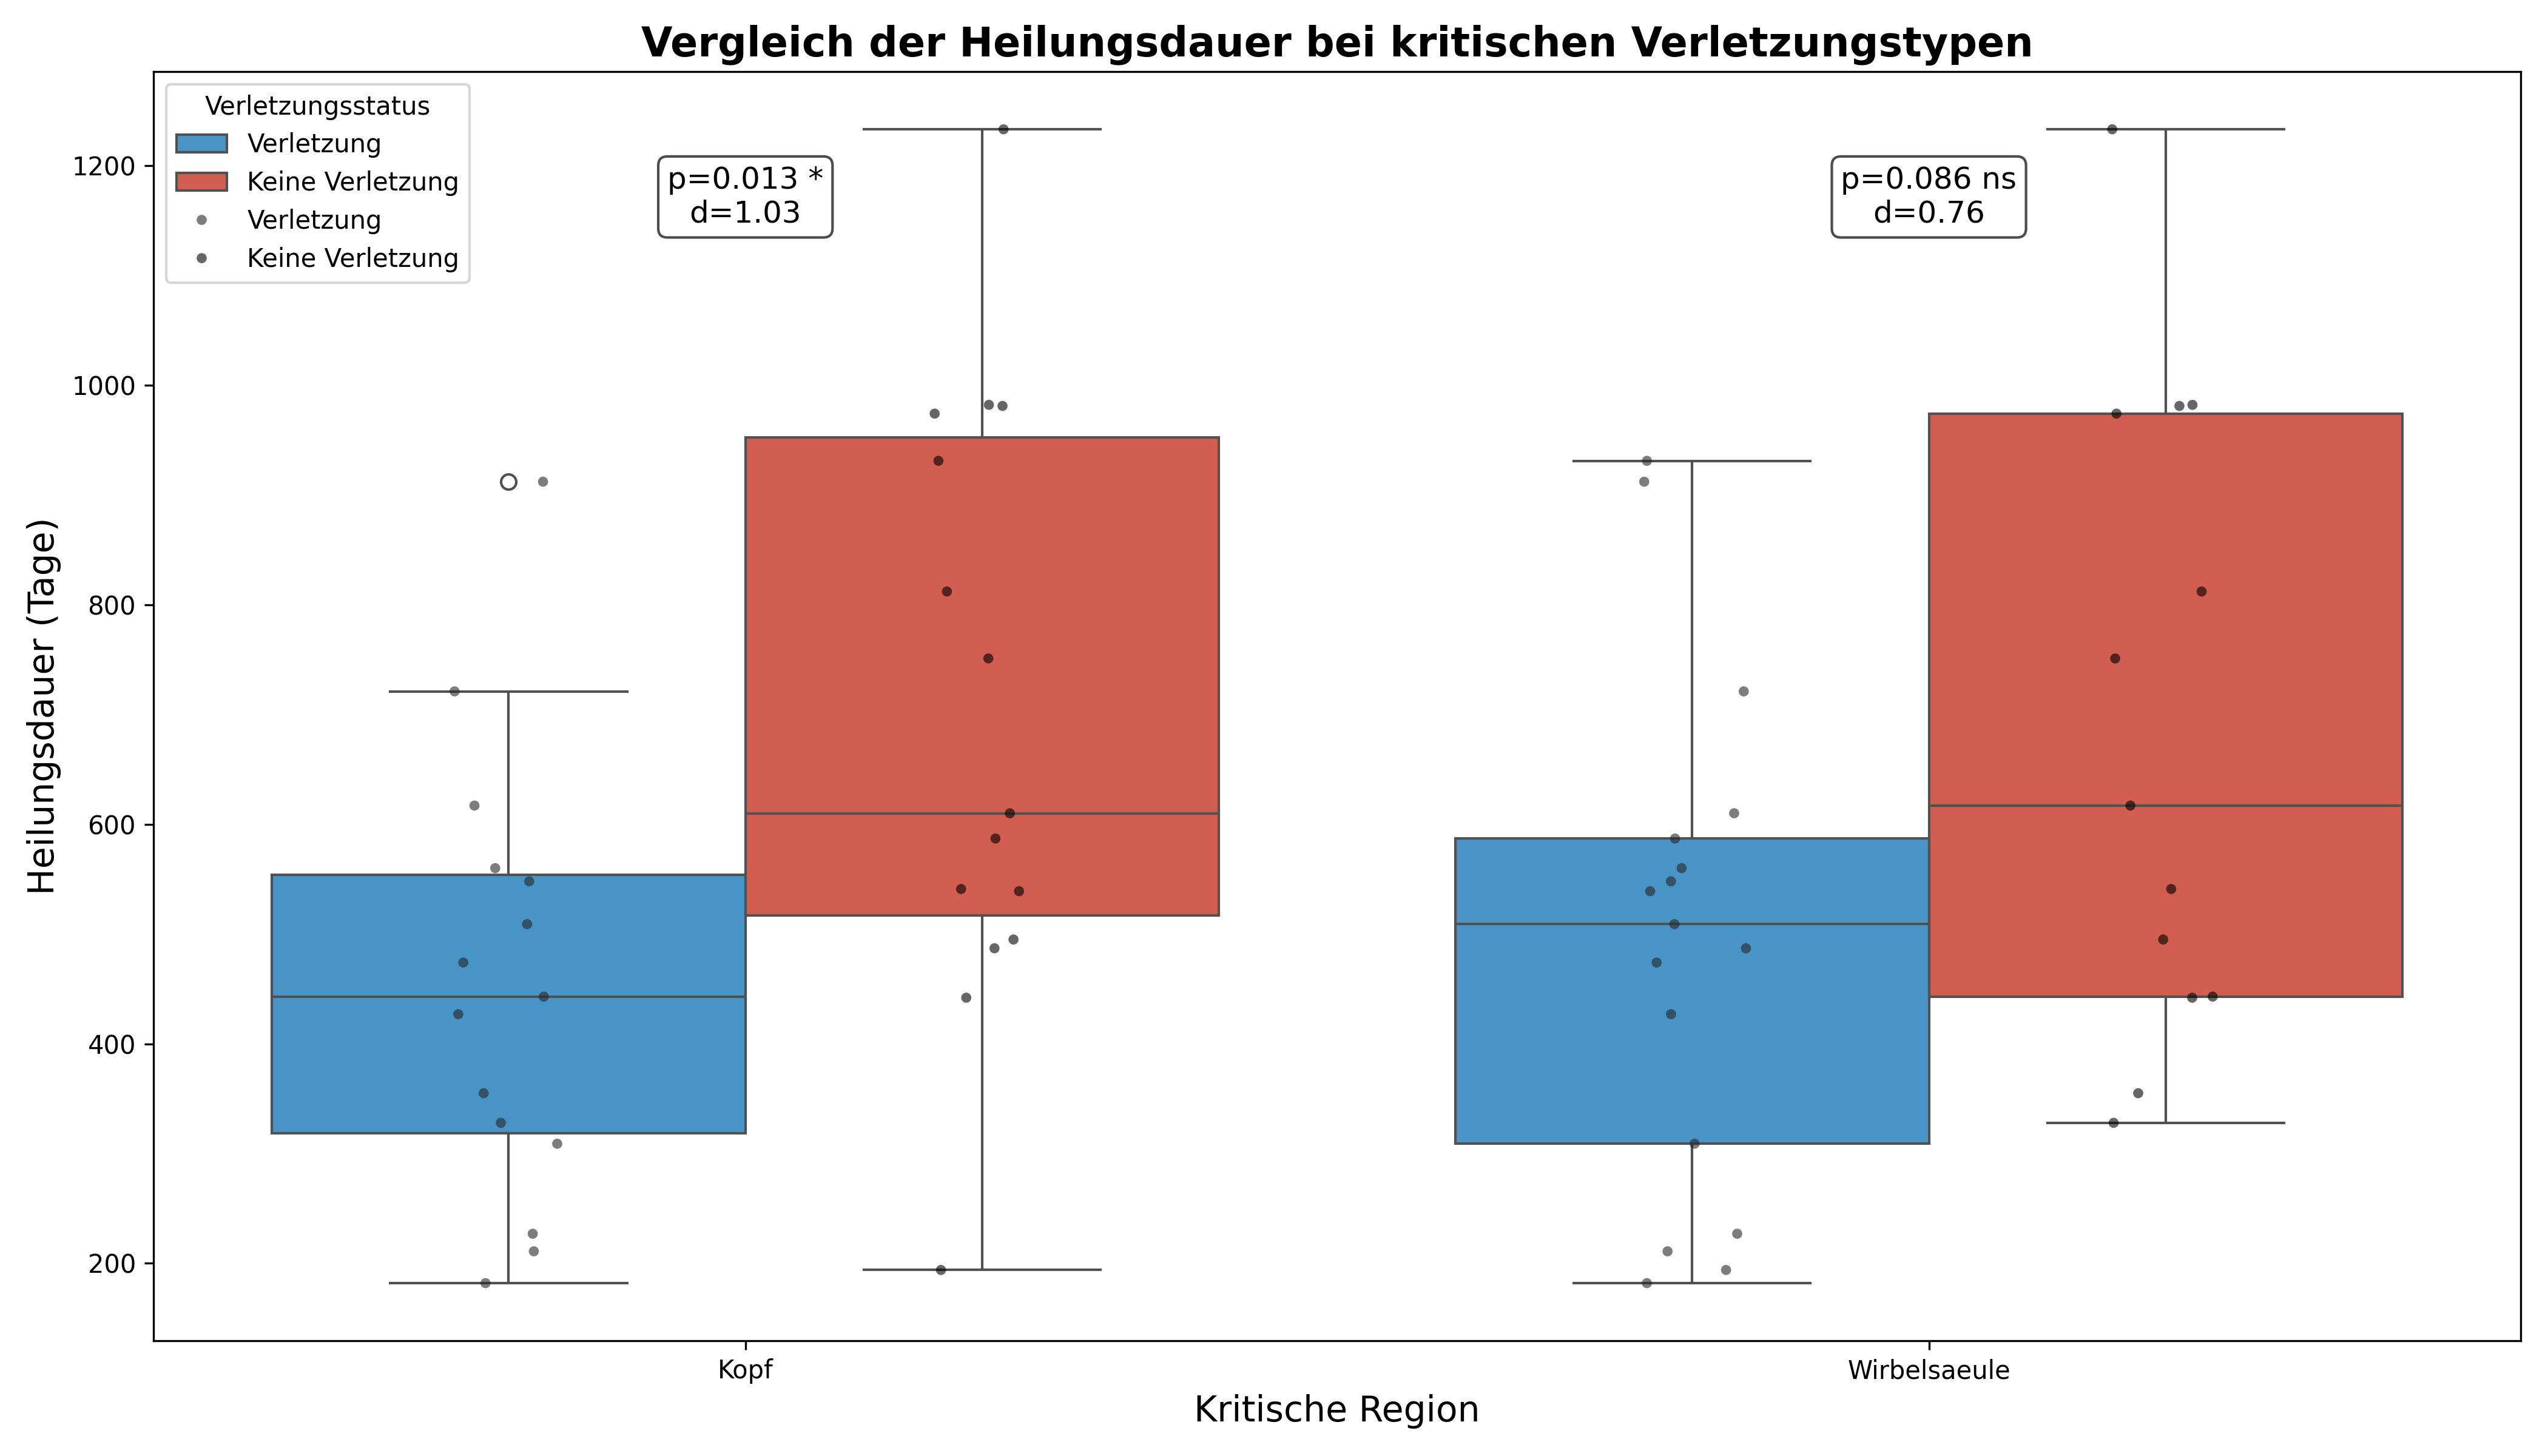 Vergleich der Heilungsdauer bei kritischen Verletzungstypen
Verletzungsstatus
Verletzung
Keine Verletzung
Verletzung
Keine Verletzung
p=0.013 *
d=1.03
p=0.086 ns
d=0.76
Heilungsdauer (Tage)
1200
1000
800
600
400
200
Kopf
Wirbelsaeule
Kritische Region